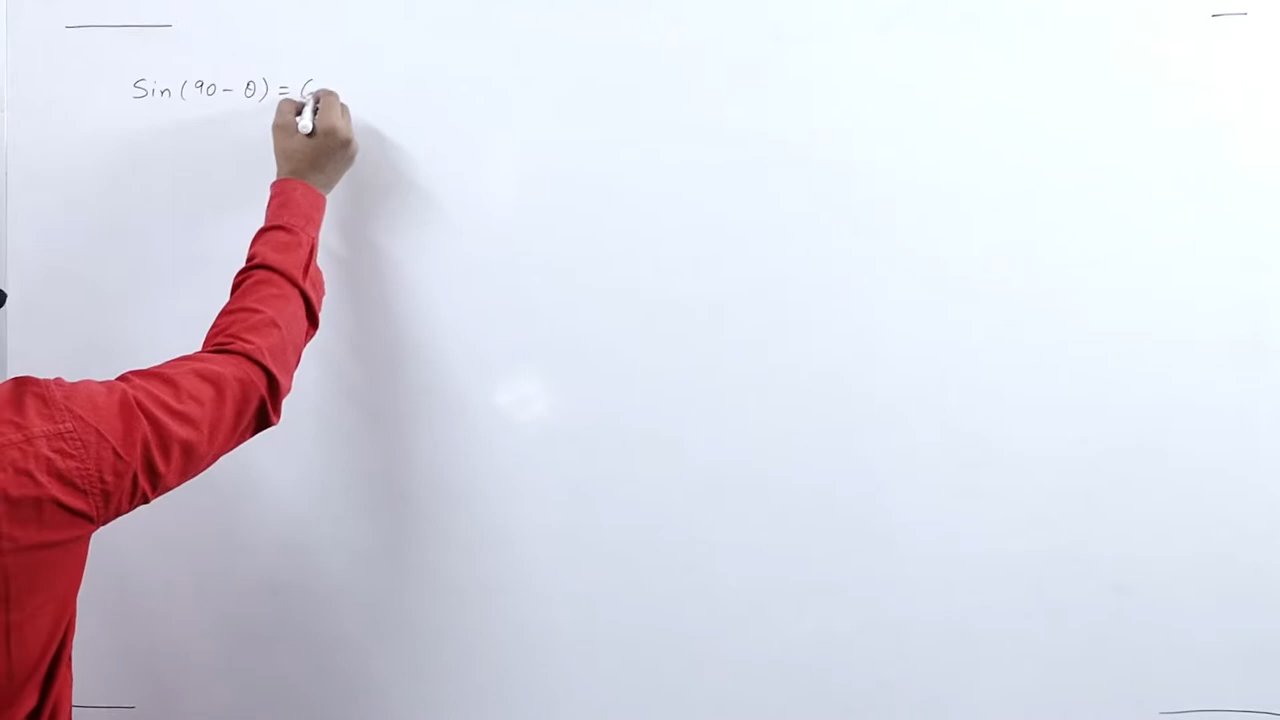 Sin (90 - θ) =